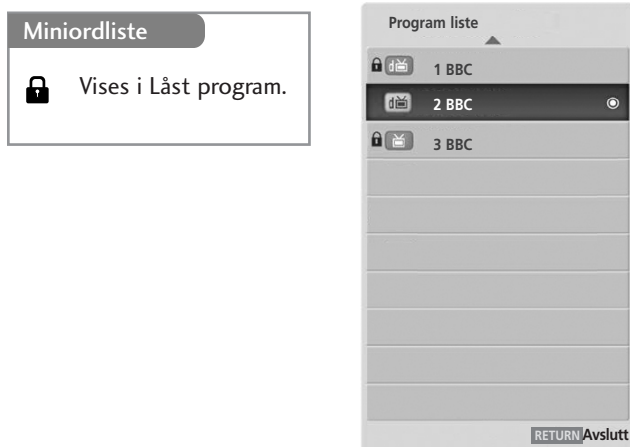 Miniordliste
Vises i Låst program.
Program liste
1 BBC
2 BBC
3 BBC
RETURN Avslutt